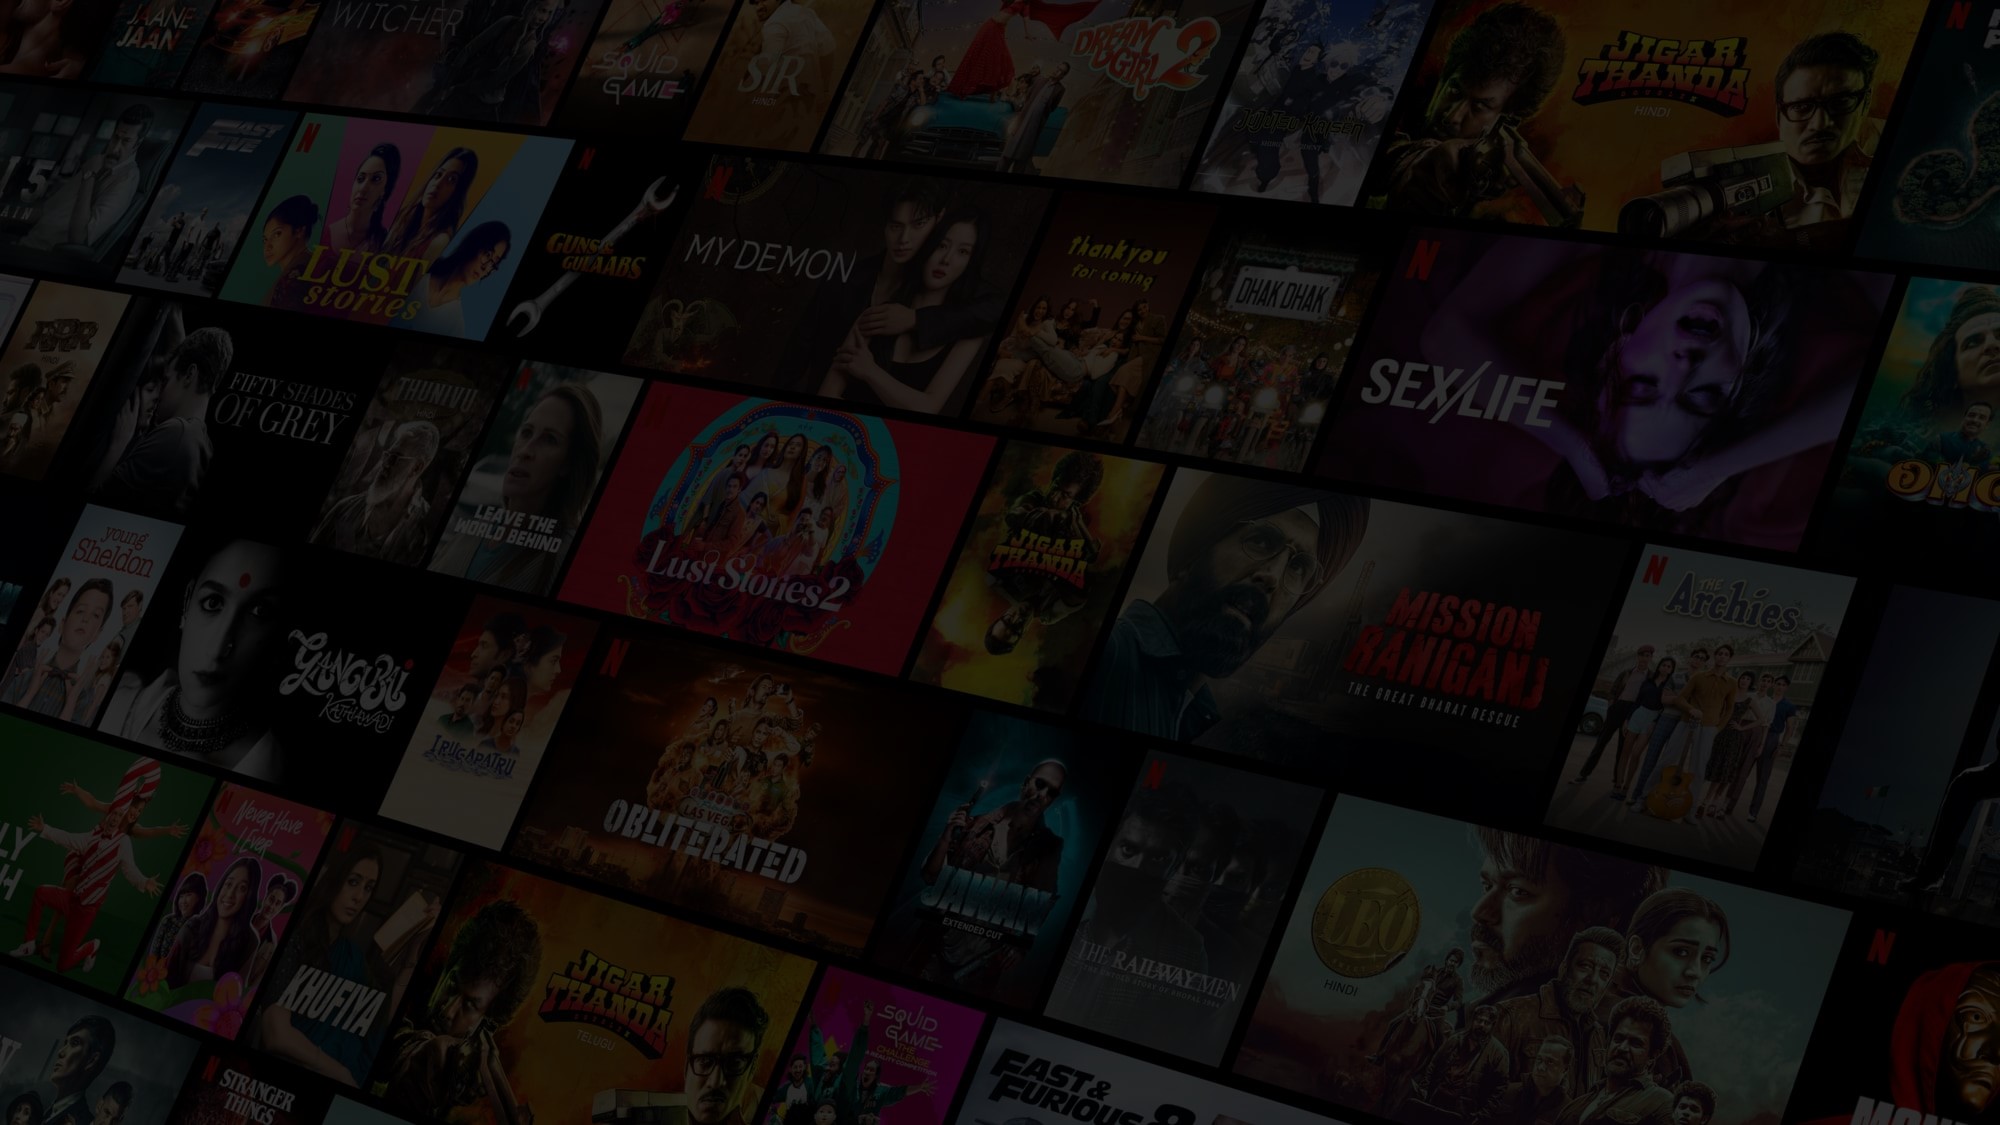 JAANE
JAAN
WITCHER
SQUID
GAME
SIR
HINDI
DREAM
GIRL 2
JUJUTSU KAISEN
JIGAR
THANDA
HINDI
FAST
FIVE
LUST
stories
GUNS &
GULAABS
MY DEMON
thank you
for coming
DHAK DHAK
SEX/LIFE
OMG
RRR
HINDI
FIFTY SHADES
OF GREY
THUNIVU
LEAVE THE
WORLD BEHIND
Lust Stories 2
JIGAR
THANDA
MISSION
RANIGANJ
THE GREAT BHARAT RESCUE
THE
Archies
young
Sheldon
GANGUBAI
KATHIAWADI
IRUGAPATRU
LAS VEGAS
OBLITERATED
JAWAN
EXTENDED CUT
THE RAILWAY MEN
LEO
HINDI
Never Have
I Ever
KHUFIYA
JIGAR
THANDA
TELUGU
SQUID
GAME
THE
CHALLENGE
STRANGER
THINGS
FAST &
FURIOUS